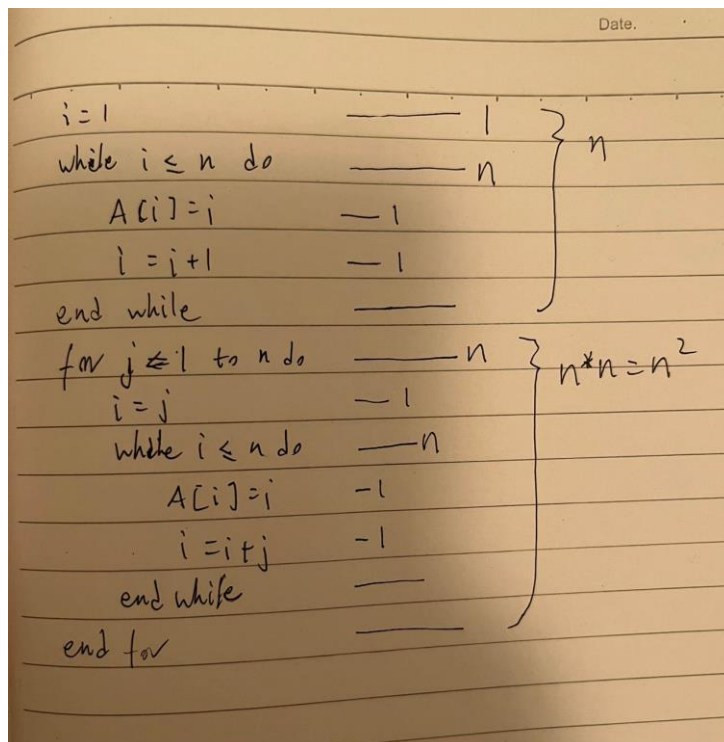 Date.
i = 1 — 1
while i ≤ n do — n } n
A[i] = i — 1
i = i + 1 — 1
end while —
for j ⇐ 1 to n do — n } n*n = n²
i = j — 1
while i ≤ n do — n
A[i] = i - 1
i = i + j - 1
end while —
end for —